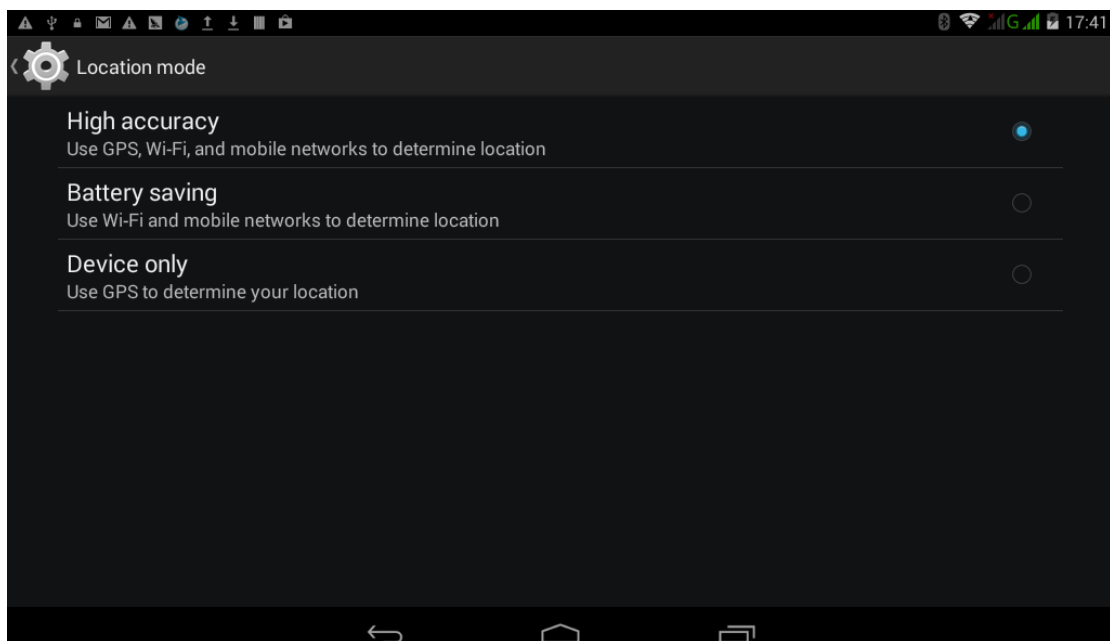 G 17:41
Location mode
High accuracy
Use GPS, Wi-Fi, and mobile networks to determine location
Battery saving
Use Wi-Fi and mobile networks to determine location
Device only
Use GPS to determine your location